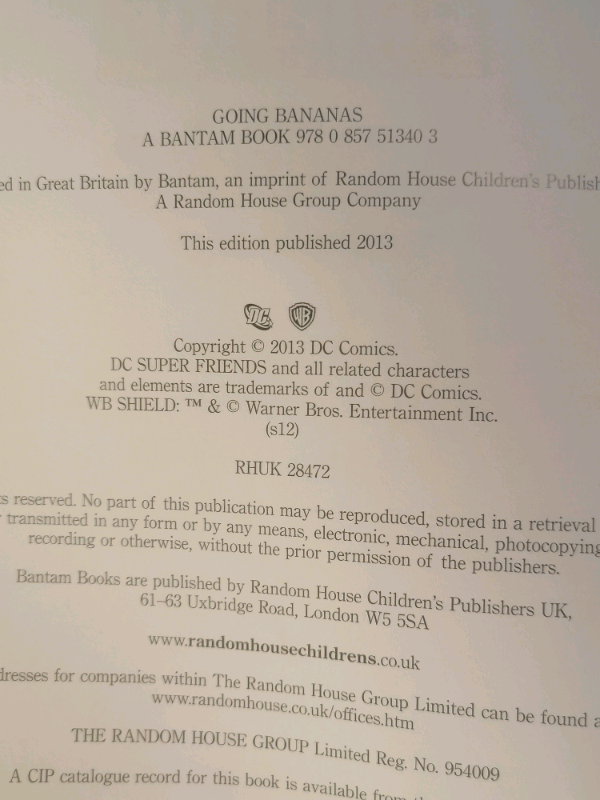 GOING BANANAS
A BANTAM BOOK 978 0 857 51340 3
ed in Great Britain by Bantam, an imprint of Random House Children's Publish
A Random House Group Company
This edition published 2013
DC WB
Copyright © 2013 DC Comics.
DC SUPER FRIENDS and all related characters
and elements are trademarks of and © DC Comics.
WB SHIELD: ™ & © Warner Bros. Entertainment Inc.
(s12)
RHUK 28472
ts reserved. No part of this publication may be reproduced, stored in a retrieval
transmitted in any form or by any means, electronic, mechanical, photocopying
recording or otherwise, without the prior permission of the publishers.
Bantam Books are published by Random House Children's Publishers UK,
61–63 Uxbridge Road, London W5 5SA
www.randomhousechildrens.co.uk
dresses for companies within The Random House Group Limited can be found a
www.randomhouse.co.uk/offices.htm
THE RANDOM HOUSE GROUP Limited Reg. No. 954009
A CIP catalogue record for this book is available from